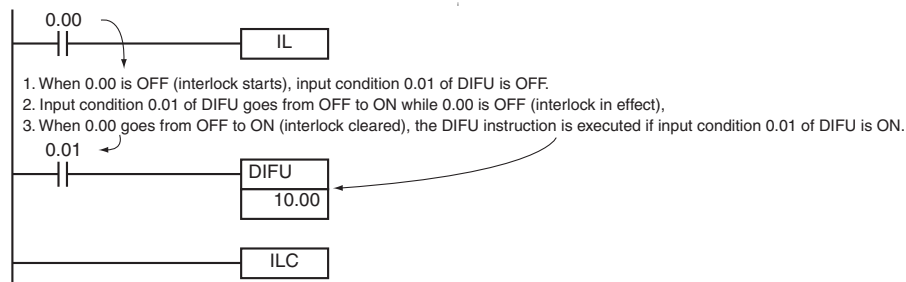 0.00
IL
1. When 0.00 is OFF (interlock starts), input condition 0.01 of DIFU is OFF.
2. Input condition 0.01 of DIFU goes from OFF to ON while 0.00 is OFF (interlock in effect),
3. When 0.00 goes from OFF to ON (interlock cleared), the DIFU instruction is executed if input condition 0.01 of DIFU is ON.
0.01
DIFU
10.00
ILC